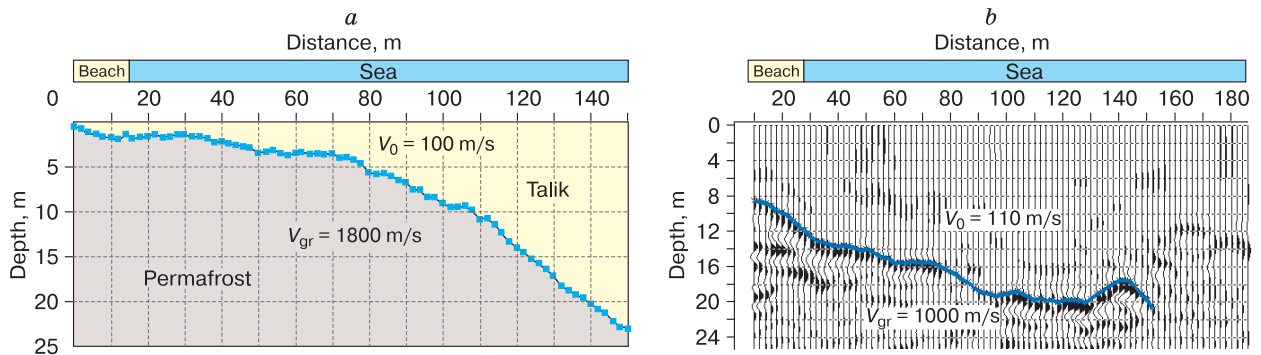 a
Distance, m
Beach
Sea
0 20 40 60 80 100 120 140
V0 = 100 m/s
5
Talik
10
Vgr = 1800 m/s
15
Permafrost
20
25
Depth, m
b
Distance, m
Beach
Sea
20 40 60 80 100 120 140 160 180
0
4
8
V0 = 110 m/s
12
16
20
Vgr = 1000 m/s
24
Depth, m